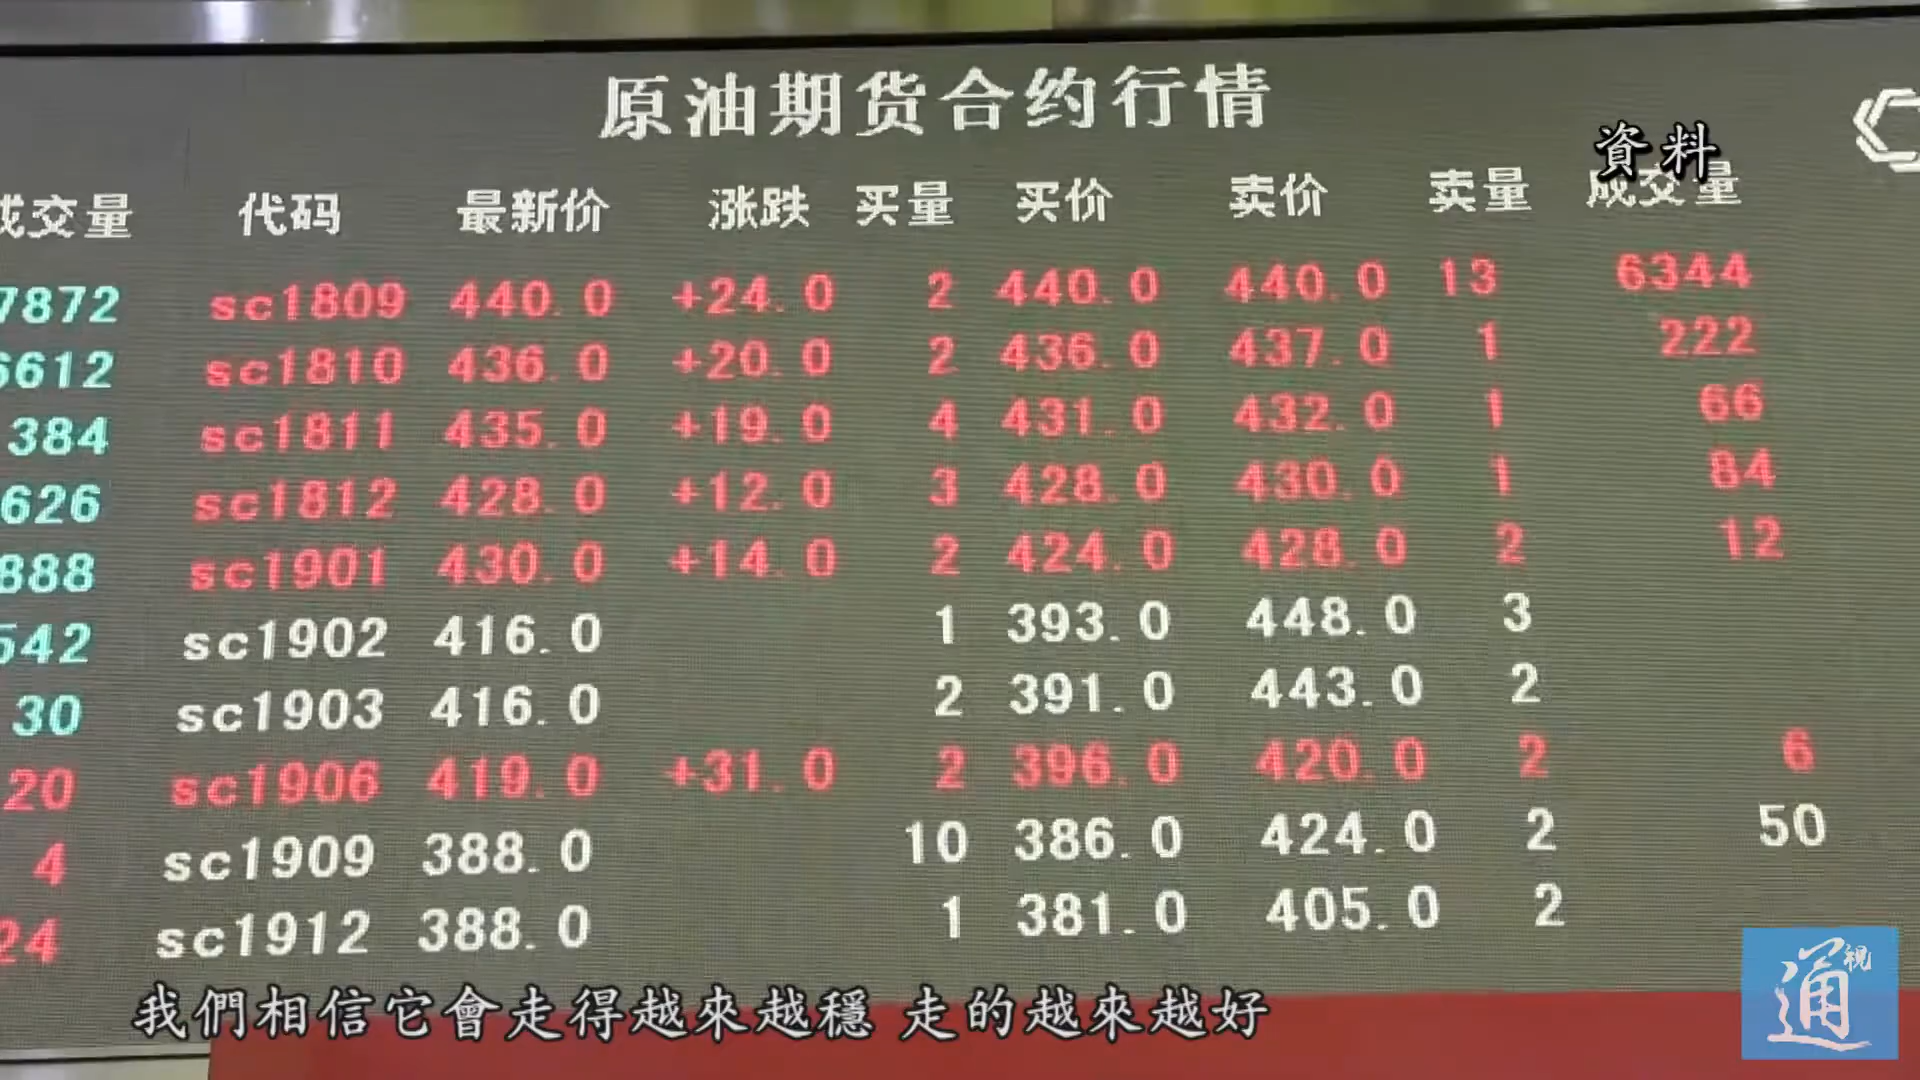 原油期货合约行情
資料
成交量 代码 最新价 涨跌 买量 买价 卖价 卖量 成交量
7872 sc1809 440.0 +24.0 2 440.0 440.0 13 6344
6612 sc1810 436.0 +20.0 2 436.0 437.0 1 222
384 sc1811 435.0 +19.0 4 431.0 432.0 1 66
626 sc1812 428.0 +12.0 3 428.0 430.0 1 84
888 sc1901 430.0 +14.0 2 424.0 428.0 2 12
542 sc1902 416.0 1 393.0 448.0 3
30 sc1903 416.0 2 391.0 443.0 2
20 sc1906 419.0 +31.0 2 396.0 420.0 2 6
4 sc1909 388.0 10 386.0 424.0 2 50
24 sc1912 388.0 1 381.0 405.0 2
我們相信它會走得越來越穩 走的越來越好
通視